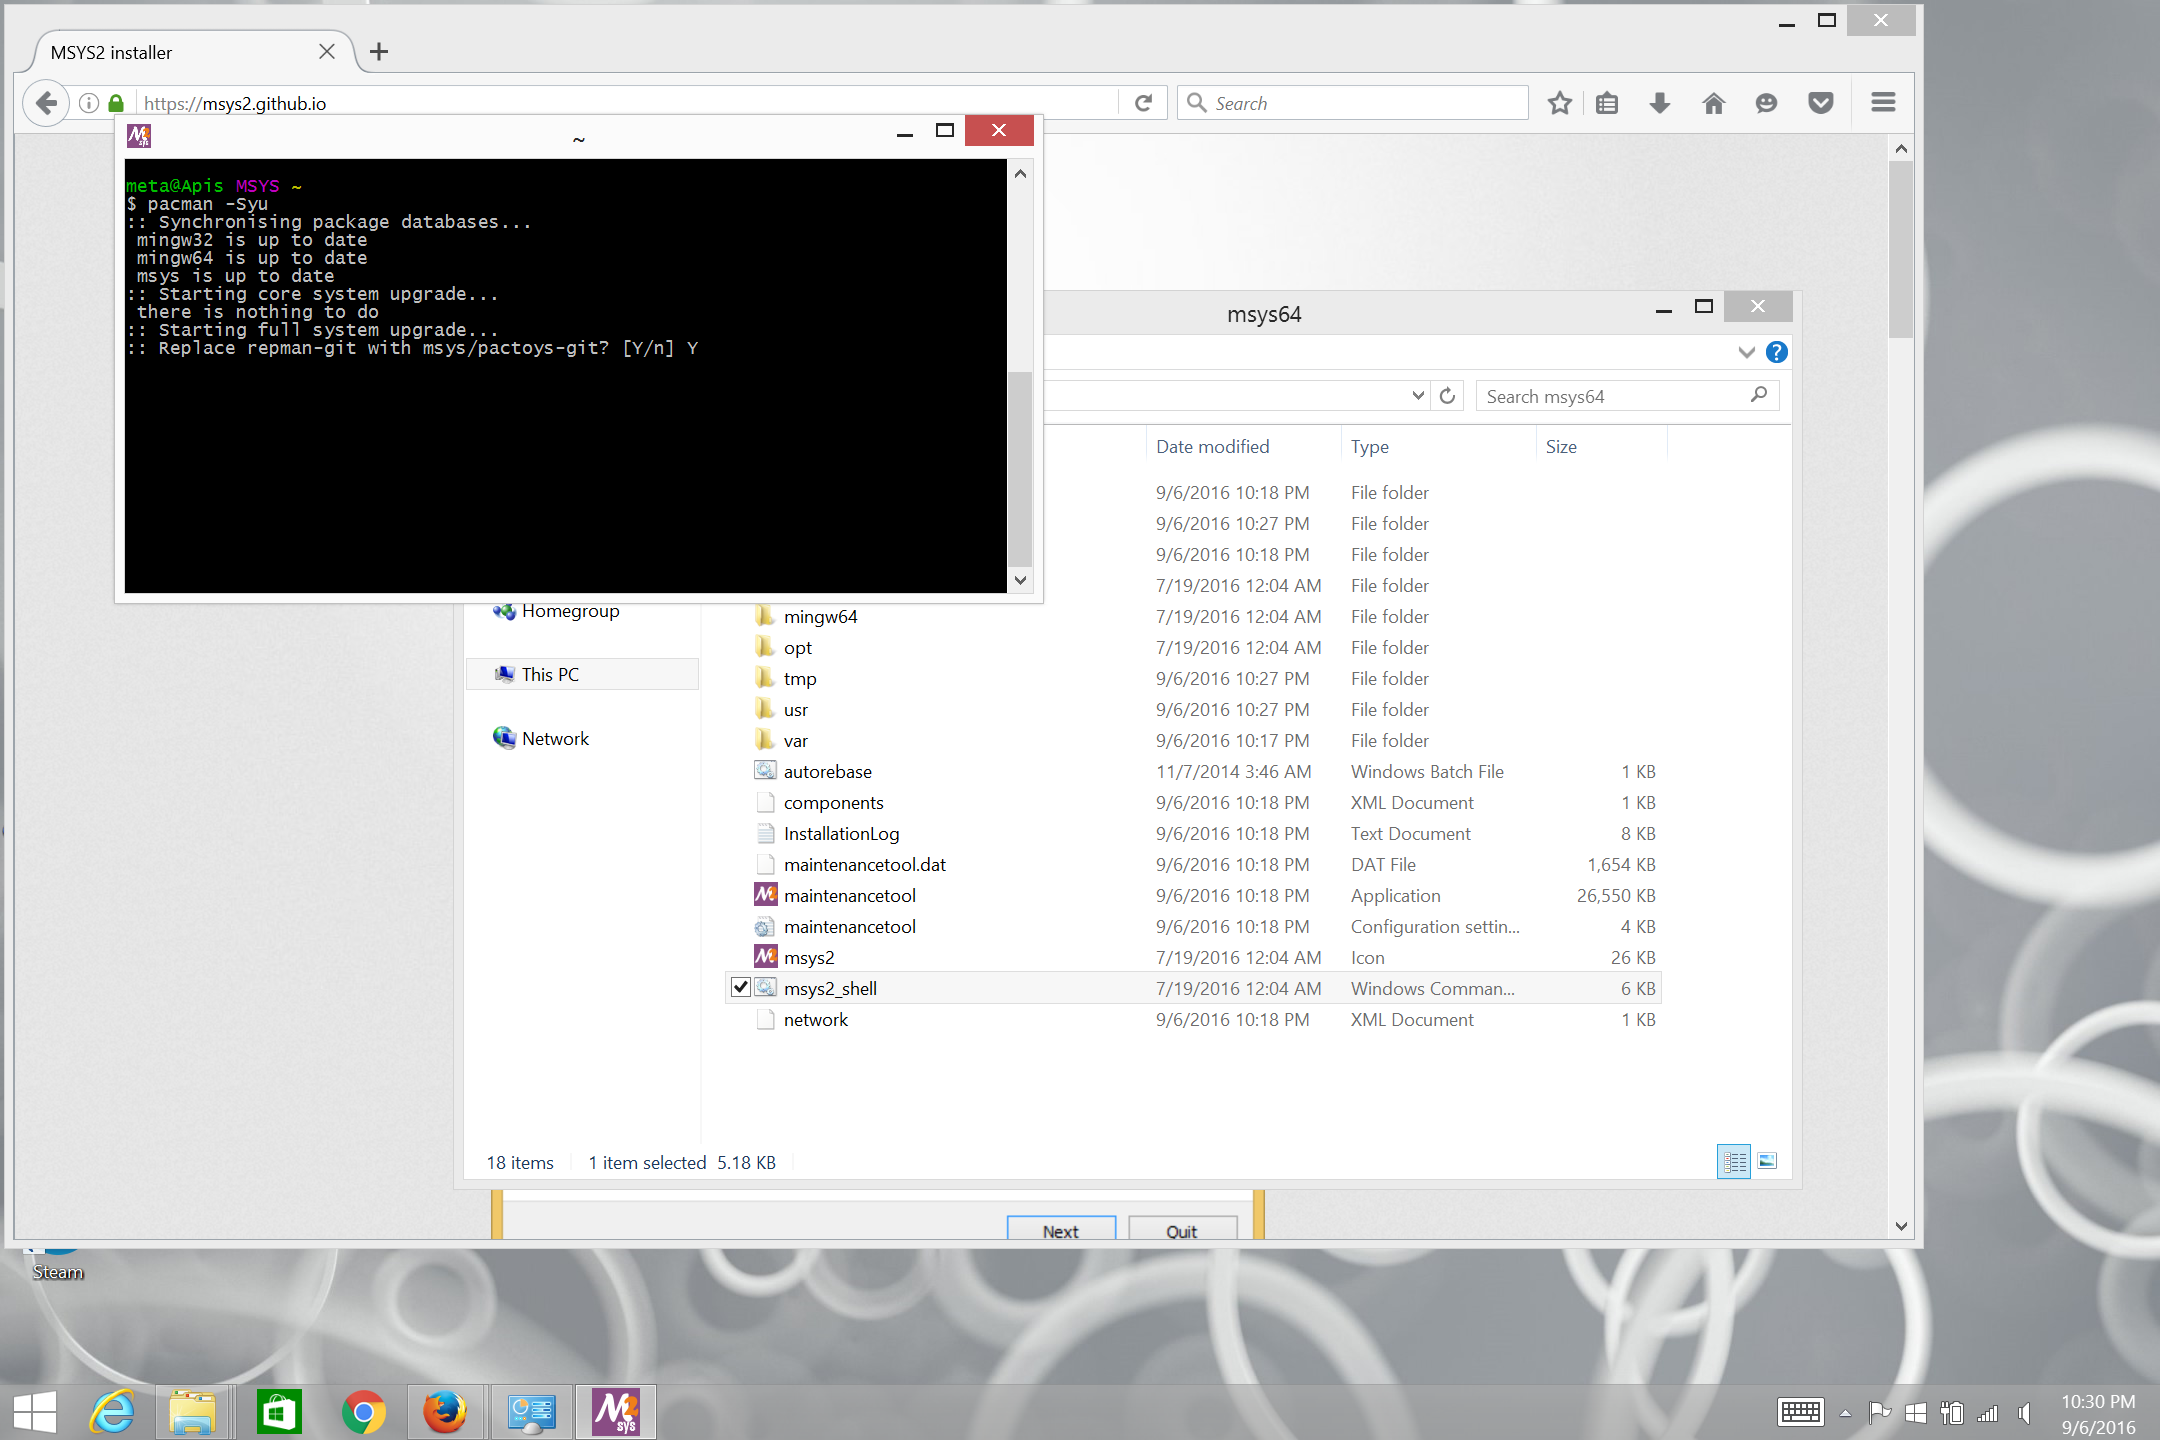 MSYS2 installer
https://msys2.github.io
Search
~
meta@Apis MSYS ~
$ pacman -Syu
:: Synchronising package databases...
mingw32 is up to date
mingw64 is up to date
msys is up to date
:: Starting core system upgrade...
there is nothing to do
:: Starting full system upgrade...
:: Replace repman-git with msys/pactoys-git? [Y/n] Y
msys64
Search msys64
Date modified Type Size
9/6/2016 10:18 PM File folder
9/6/2016 10:27 PM File folder
9/6/2016 10:18 PM File folder
7/19/2016 12:04 AM File folder
Homegroup
This PC
Network
mingw64 7/19/2016 12:04 AM File folder
opt 7/19/2016 12:04 AM File folder
tmp 9/6/2016 10:27 PM File folder
usr 9/6/2016 10:27 PM File folder
var 9/6/2016 10:17 PM File folder
autorebase 11/7/2014 3:46 AM Windows Batch File 1 KB
components 9/6/2016 10:18 PM XML Document 1 KB
InstallationLog 9/6/2016 10:18 PM Text Document 8 KB
maintenancetool.dat 9/6/2016 10:18 PM DAT File 1,654 KB
maintenancetool 9/6/2016 10:18 PM Application 26,550 KB
maintenancetool 9/6/2016 10:18 PM Configuration settin... 4 KB
msys2 7/19/2016 12:04 AM Icon 26 KB
msys2_shell 7/19/2016 12:04 AM Windows Comman... 6 KB
network 9/6/2016 10:18 PM XML Document 1 KB
18 items 1 item selected 5.18 KB
Next Quit
Steam
M2 sys
10:30 PM
9/6/2016